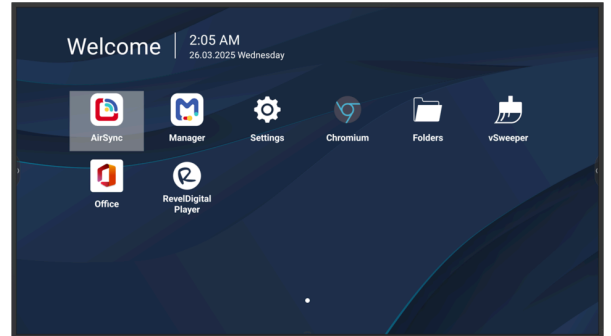 Welcome
2:05 AM
26.03.2025 Wednesday
AirSync
Manager
Settings
Chromium
Folders
vSweeper
Office
RevelDigital
Player